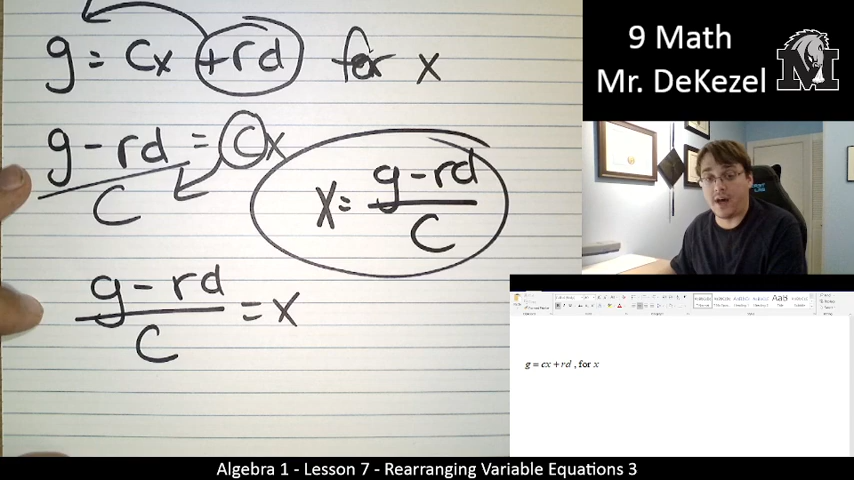 g = cx + rd for x
g - rd = cx
c
x = g - rd
c
g - rd = x
c
9 Math
Mr. DeKezel
M
g = cx + rd , for x
Algebra 1 - Lesson 7 - Rearranging Variable Equations 3